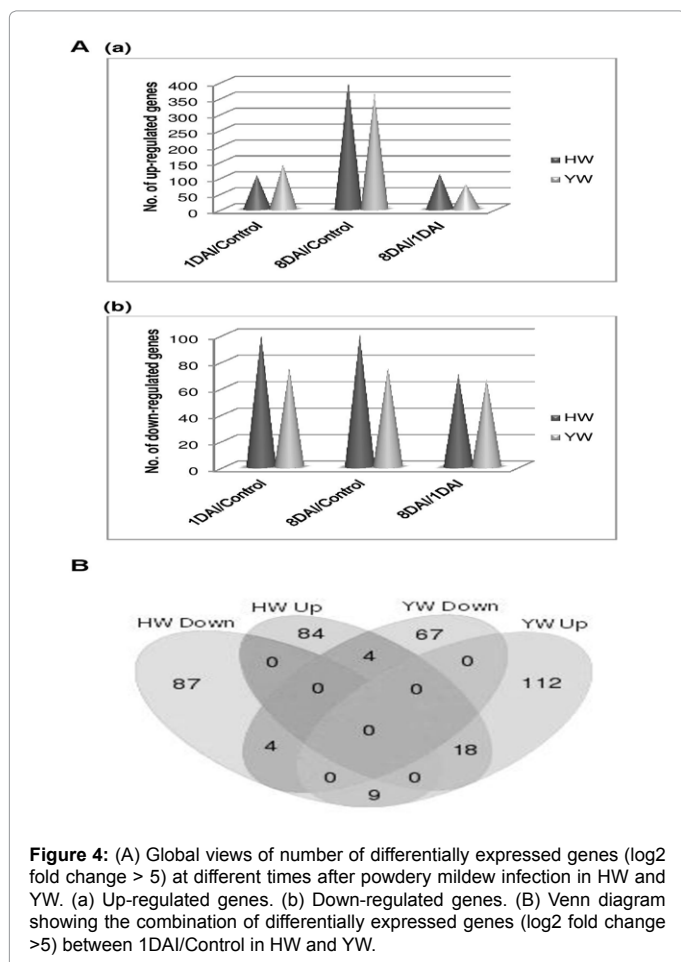 A (a)
No. of up-regulated genes
400
350
300
250
200
150
100
50
0
1DAI/Control
8DAI/Control
8DAI/1DAI
HW
YW
(b)
No. of down-regulated genes
100
80
60
40
20
0
1DAI/Control
8DAI/Control
8DAI/1DAI
HW
YW
B
HW Down
HW Up
YW Down
YW Up
84
67
87
0
4
0
112
0
0
0
4
18
0
0
9
Figure 4: (A) Global views of number of differentially expressed genes (log2
fold change > 5) at different times after powdery mildew infection in HW and
YW. (a) Up-regulated genes. (b) Down-regulated genes. (B) Venn diagram
showing the combination of differentially expressed genes (log2 fold change
>5) between 1DAI/Control in HW and YW.